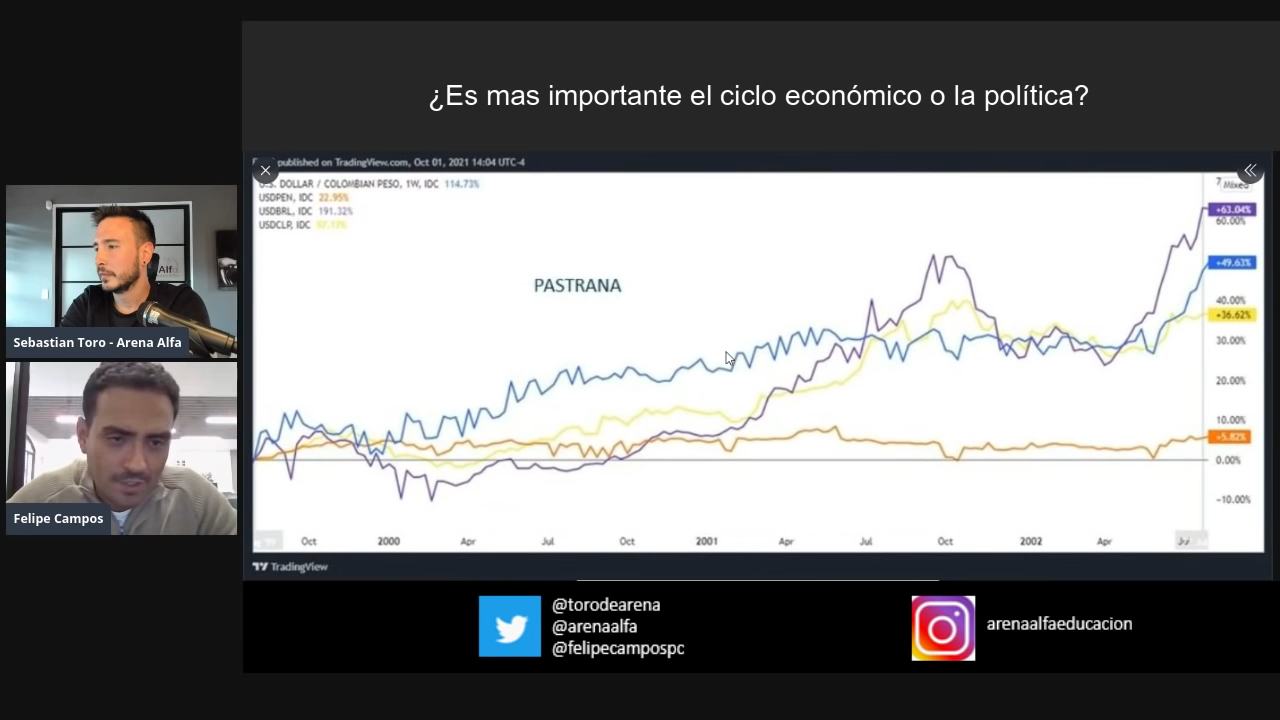 ¿Es mas importante el ciclo económico o la política?
published on TradingView.com, Oct 01, 2021 14:04 UTC-4
U.S. DOLLAR / COLOMBIAN PESO, 1W, IDC 114.73%
USDPEN, IDC 22.95%
USDBRL, IDC 191.32%
USDCLP, IDC
Mixed
+63.04%
60.00%
+49.63%
40.00%
+36.62%
30.00%
20.00%
10.00%
+5.82%
0.00%
-10.00%
PASTRANA
Oct 2000 Apr Jul Oct 2001 Apr Jul Oct 2002 Apr
TradingView
Alfa
Sebastian Toro - Arena Alfa
Felipe Campos
@torodearena
@arenaalfa
@felipecampospc
arenaalfaeducacion